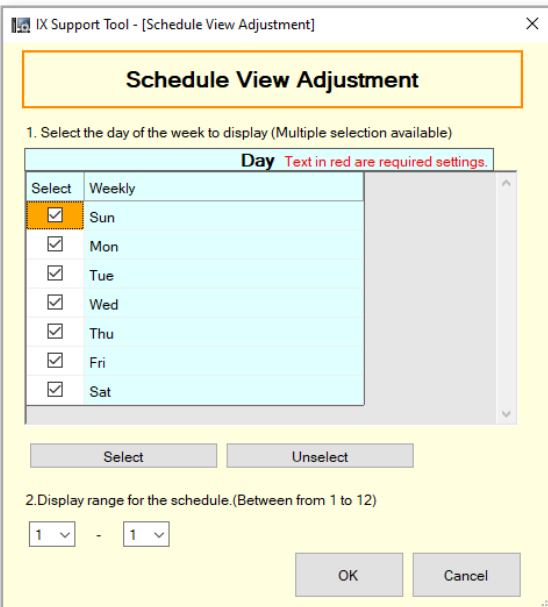 IX Support Tool - [Schedule View Adjustment]
Schedule View Adjustment
1. Select the day of the week to display (Multiple selection available)
Day Text in red are required settings.
Select Weekly
Sun
Mon
Tue
Wed
Thu
Fri
Sat
Select Unselect
2.Display range for the schedule.(Between from 1 to 12)
1 - 1
OK Cancel